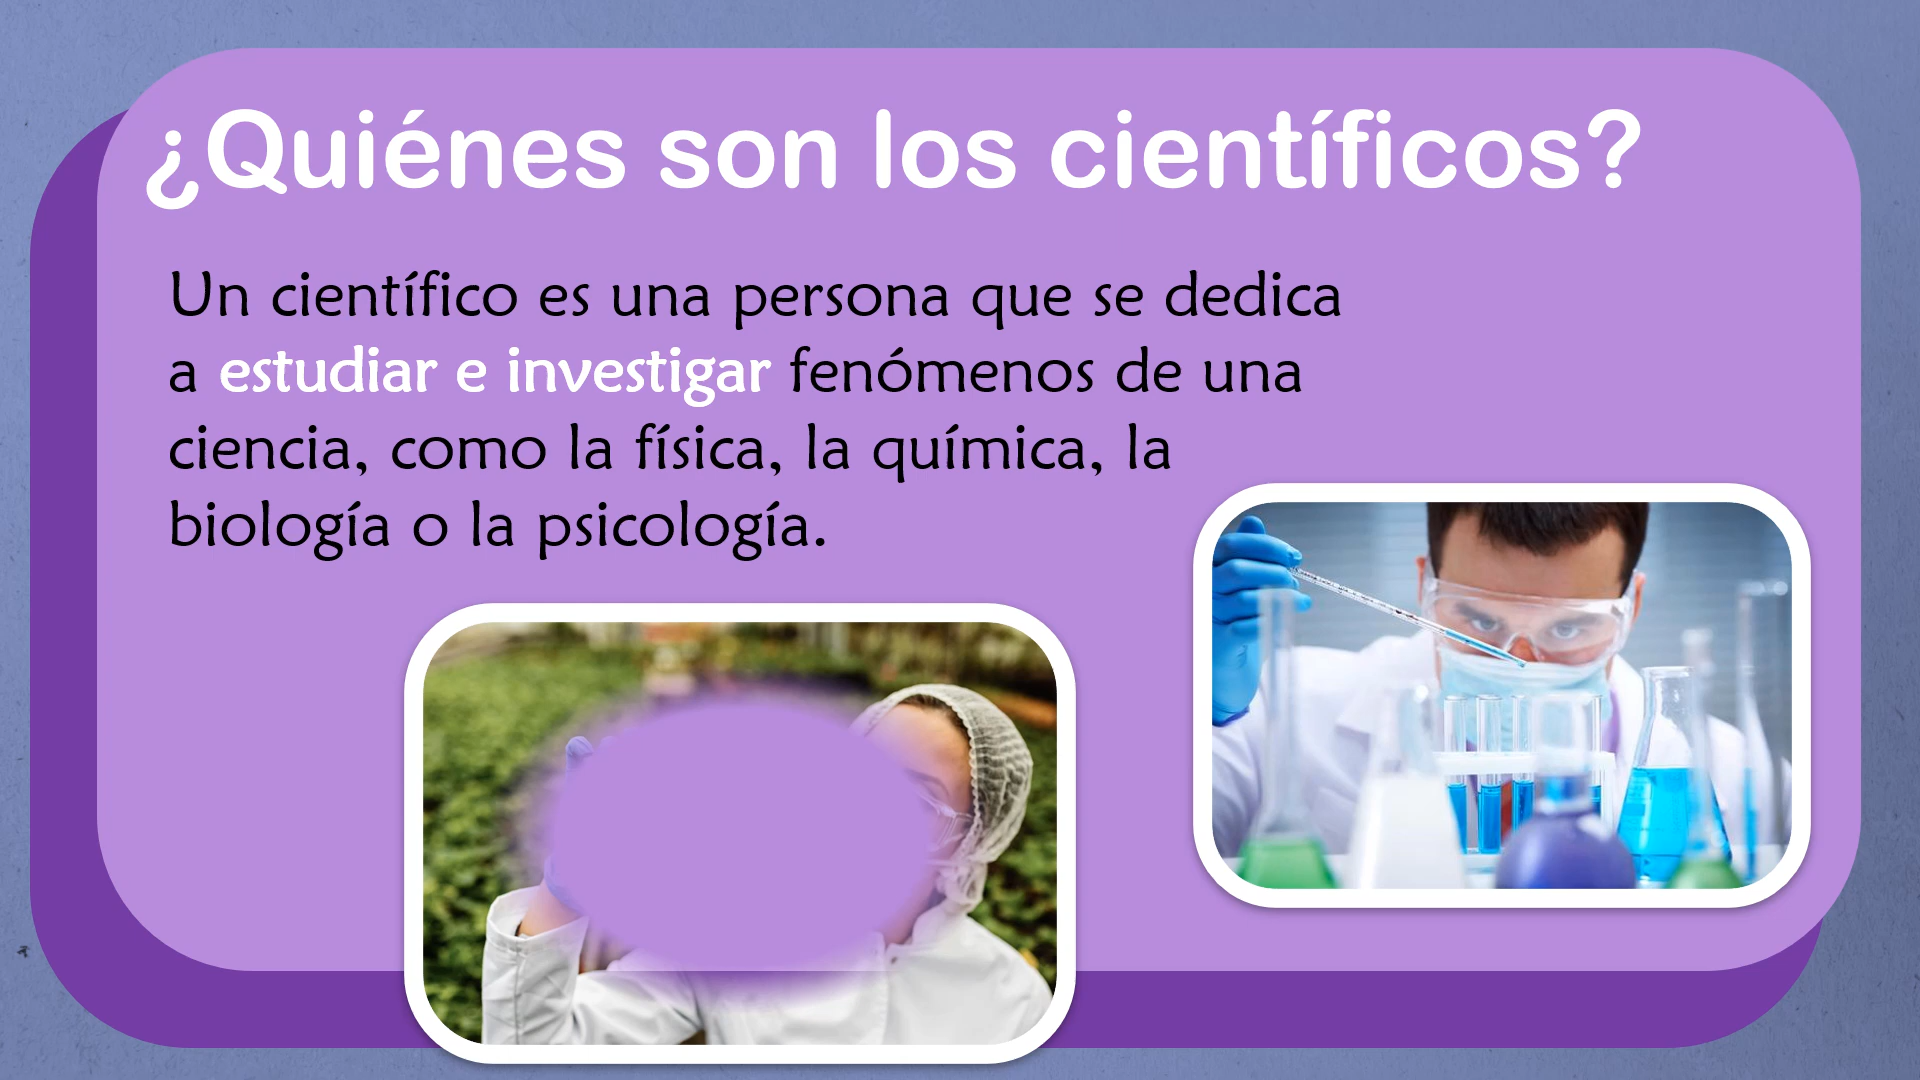 ¿Quiénes son los científicos?
Un científico es una persona que se dedica
a estudiar e investigar fenómenos de una
ciencia, como la física, la química, la
biología o la psicología.